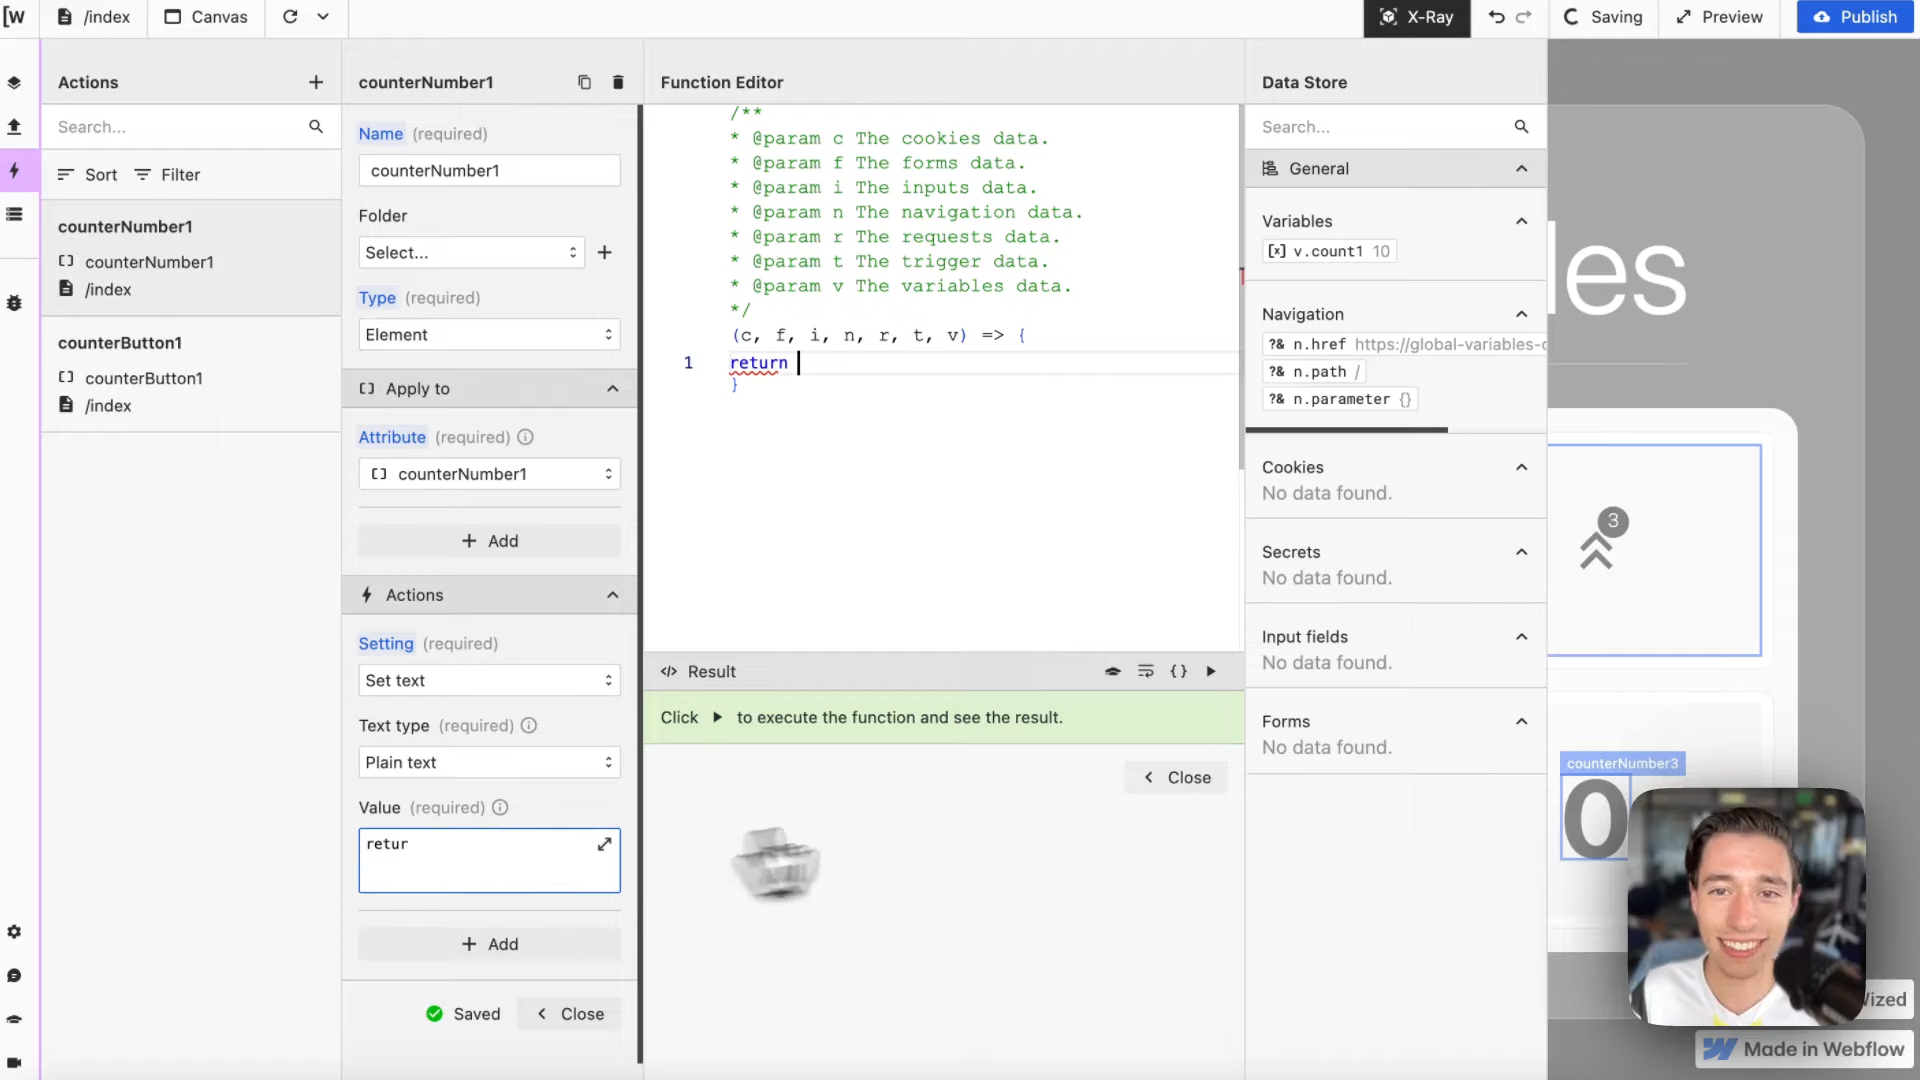 [W
/index
Canvas
X-Ray
Saving
Preview
Publish
Actions
Search...
Sort
Filter
counterNumber1
counterNumber1
/index
counterButton1
counterButton1
/index
counterNumber1
Name (required)
counterNumber1
Folder
Select...
Type (required)
Element
Apply to
Attribute (required)
counterNumber1
Add
Actions
Setting (required)
Set text
Text type (required)
Plain text
Value (required)
retur
Add
Saved
Close
Function Editor
/**
* @param c The cookies data.
* @param f The forms data.
* @param i The inputs data.
* @param n The navigation data.
* @param r The requests data.
* @param t The trigger data.
* @param v The variables data.
*/
(c, f, i, n, r, t, v) => {
1 return
}
</> Result
{}
Click to execute the function and see the result.
Close
Data Store
Search...
General
Variables
[x] v.count1 10
Navigation
?& n.href https://global-variables-
?& n.path /
?& n.parameter {}
Cookies
No data found.
Secrets
No data found.
Input fields
No data found.
Forms
No data found.
les
3
counterNumber3
0
Wized
Made in Webflow